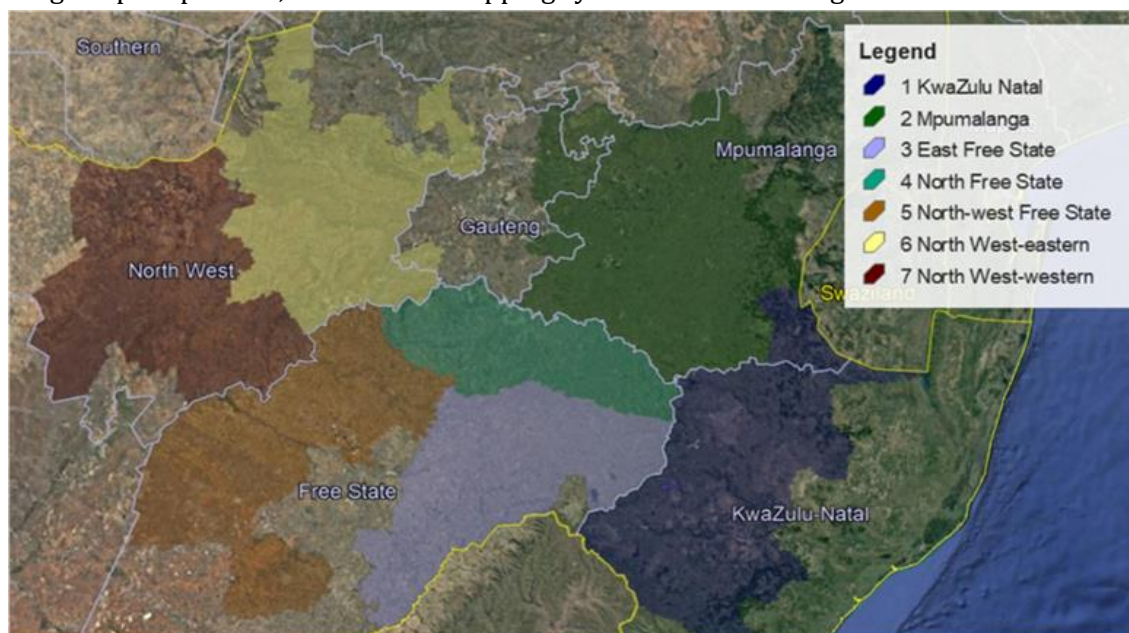 Southern
Legend
1 KwaZulu Natal
2 Mpumalanga
3 East Free State
4 North Free State
5 North-west Free State
6 North West-eastern
7 North West-western
Mpumalanga
Gauteng
North West
Swaziland
Free State
KwaZulu-Natal